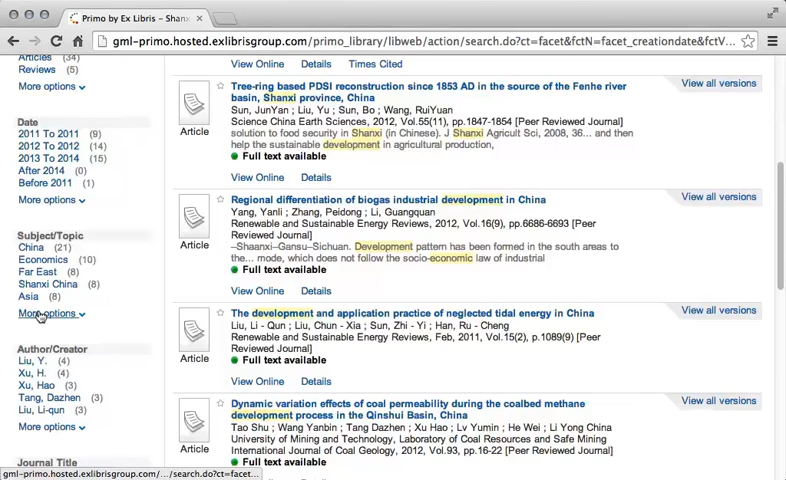 Primo by Ex Libris – Shanx
gml-primo.hosted.exlibrisgroup.com/primo_library/libweb/action/search.do?ct=facet&fctN=facet_creationdate&fctV...
Articles (34)
Reviews (5)
More options
Date
2011 To 2011 (9)
2012 To 2012 (14)
2013 To 2014 (15)
After 2014 (0)
Before 2011 (1)
More options
Subject/Topic
China (21)
Economics (10)
Far East (8)
Shanxi China (8)
Asia (8)
More options
Author/Creator
Liu, Y. (4)
Xu, H. (4)
Xu, Hao (3)
Tang, Dazhen (3)
Liu, Li-qun (3)
More options
Journal Title
View Online Details Times Cited
Article
Tree-ring based PDSI reconstruction since 1853 AD in the source of the Fenhe river
basin, Shanxi province, China
Sun, JunYan ; Liu, Yu ; Sun, Bo ; Wang, RuiYuan
Science China Earth Sciences, 2012, Vol.55(11), pp.1847-1854 [Peer Reviewed Journal]
solution to food security in Shanxi (in Chinese). J Shanxi Agricult Sci, 2008, 36... and then
help the sustainable development in agricultural production,
Full text available
View Online Details
View all versions
Article
Regional differentiation of biogas industrial development in China
Yang, Yanli ; Zhang, Peidong ; Li, Guangquan
Renewable and Sustainable Energy Reviews, 2012, Vol.16(9), pp.6686-6693 [Peer
Reviewed Journal]
–Shaanxi–Gansu–Sichuan. Development pattern has been formed in the south areas to
the... mode, which does not follow the socio-economic law of industrial
Full text available
View Online Details
View all versions
Article
The development and application practice of neglected tidal energy in China
Liu, Li - Qun ; Liu, Chun - Xia ; Sun, Zhi - Yi ; Han, Ru - Cheng
Renewable and Sustainable Energy Reviews, Feb, 2011, Vol.15(2), p.1089(9) [Peer
Reviewed Journal]
Full text available
View Online Details
View all versions
Article
Dynamic variation effects of coal permeability during the coalbed methane
development process in the Qinshui Basin, China
Tao Shu ; Wang Yanbin ; Tang Dazhen ; Xu Hao ; Lv Yumin ; He Wei ; Li Yong China
University of Mining and Technology, Laboratory of Coal Resources and Safe Mining
International Journal of Coal Geology, 2012, Vol.93, pp.16-22 [Peer Reviewed Journal]
Full text available
View all versions
gml-primo.hosted.exlibrisgroup.com/.../search.do?ct=facet...